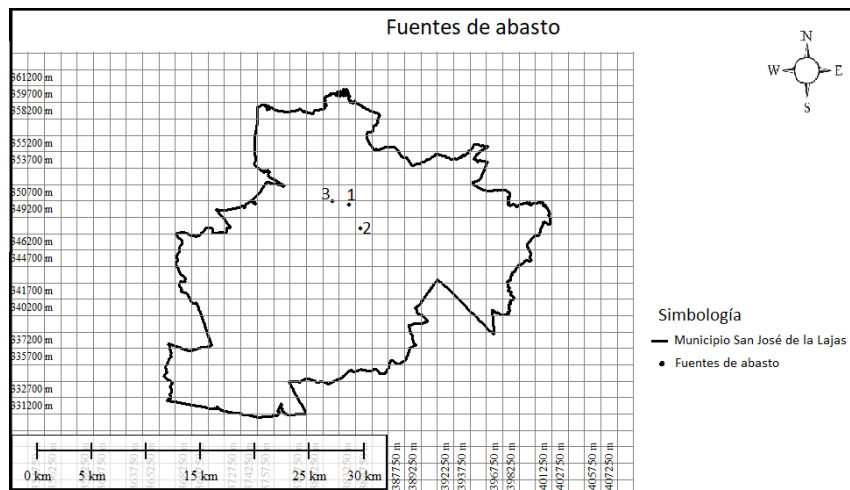 Fuentes de abasto
N
W E
S
361200 m
359700 m
358200 m
355200 m
353700 m
350700 m
349200 m
346200 m
344700 m
341700 m
340200 m
337200 m
335700 m
332700 m
331200 m
3 1
2
Simbología
Municipio San José de la Lajas
Fuentes de abasto
0 km 5 km 15 km 25 km 30 km
387750 m
389250 m
392250 m
393750 m
396750 m
398250 m
401250 m
402750 m
405750 m
407250 m